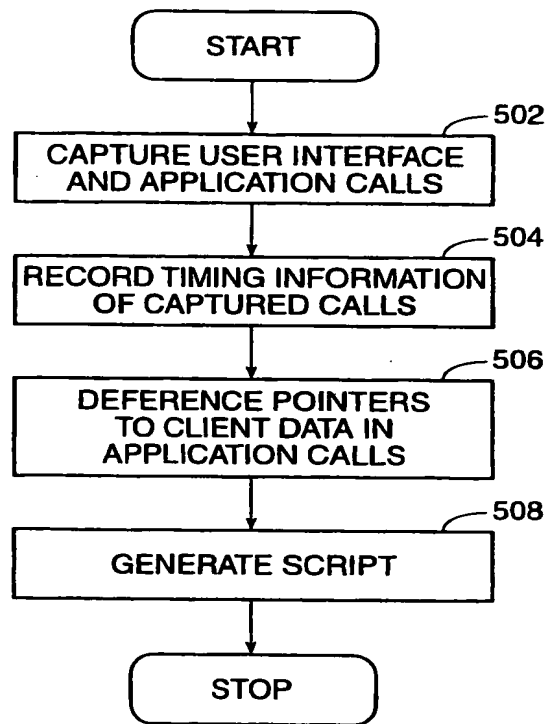 START
502
CAPTURE USER INTERFACE
AND APPLICATION CALLS
504
RECORD TIMING INFORMATION
OF CAPTURED CALLS
506
DEFERENCE POINTERS
TO CLIENT DATA IN
APPLICATION CALLS
508
GENERATE SCRIPT
STOP